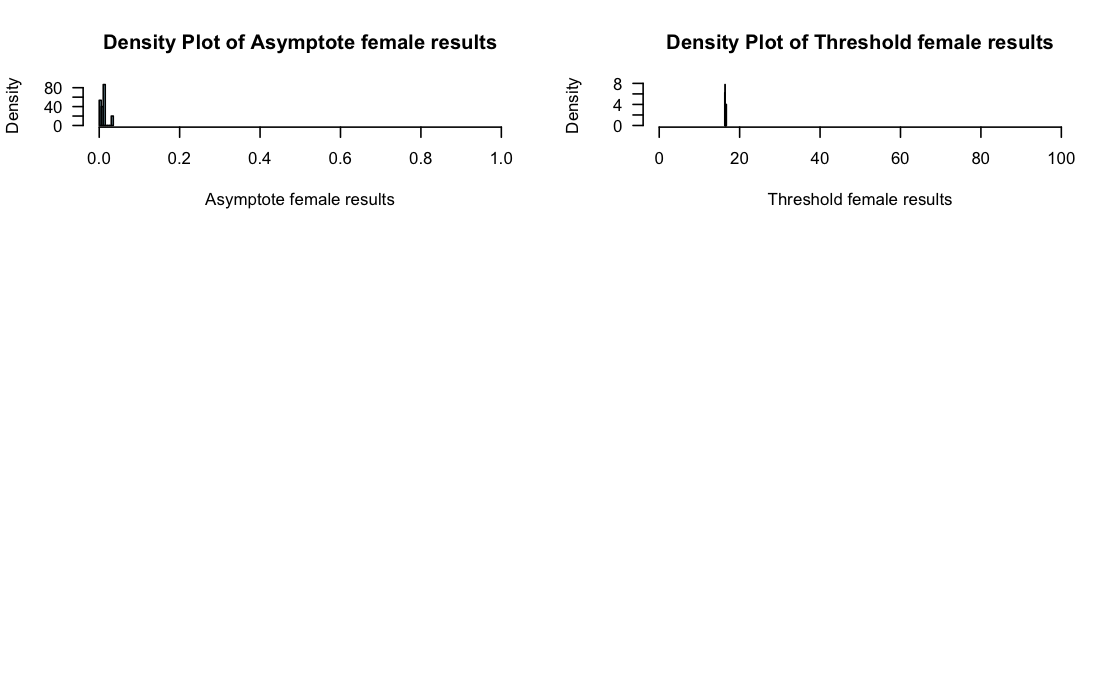 Density Plot of Asymptote female results
Density
80
40
0
0.0 0.2 0.4 0.6 0.8 1.0
Asymptote female results
Density Plot of Threshold female results
Density
8
4
0
0 20 40 60 80 100
Threshold female results